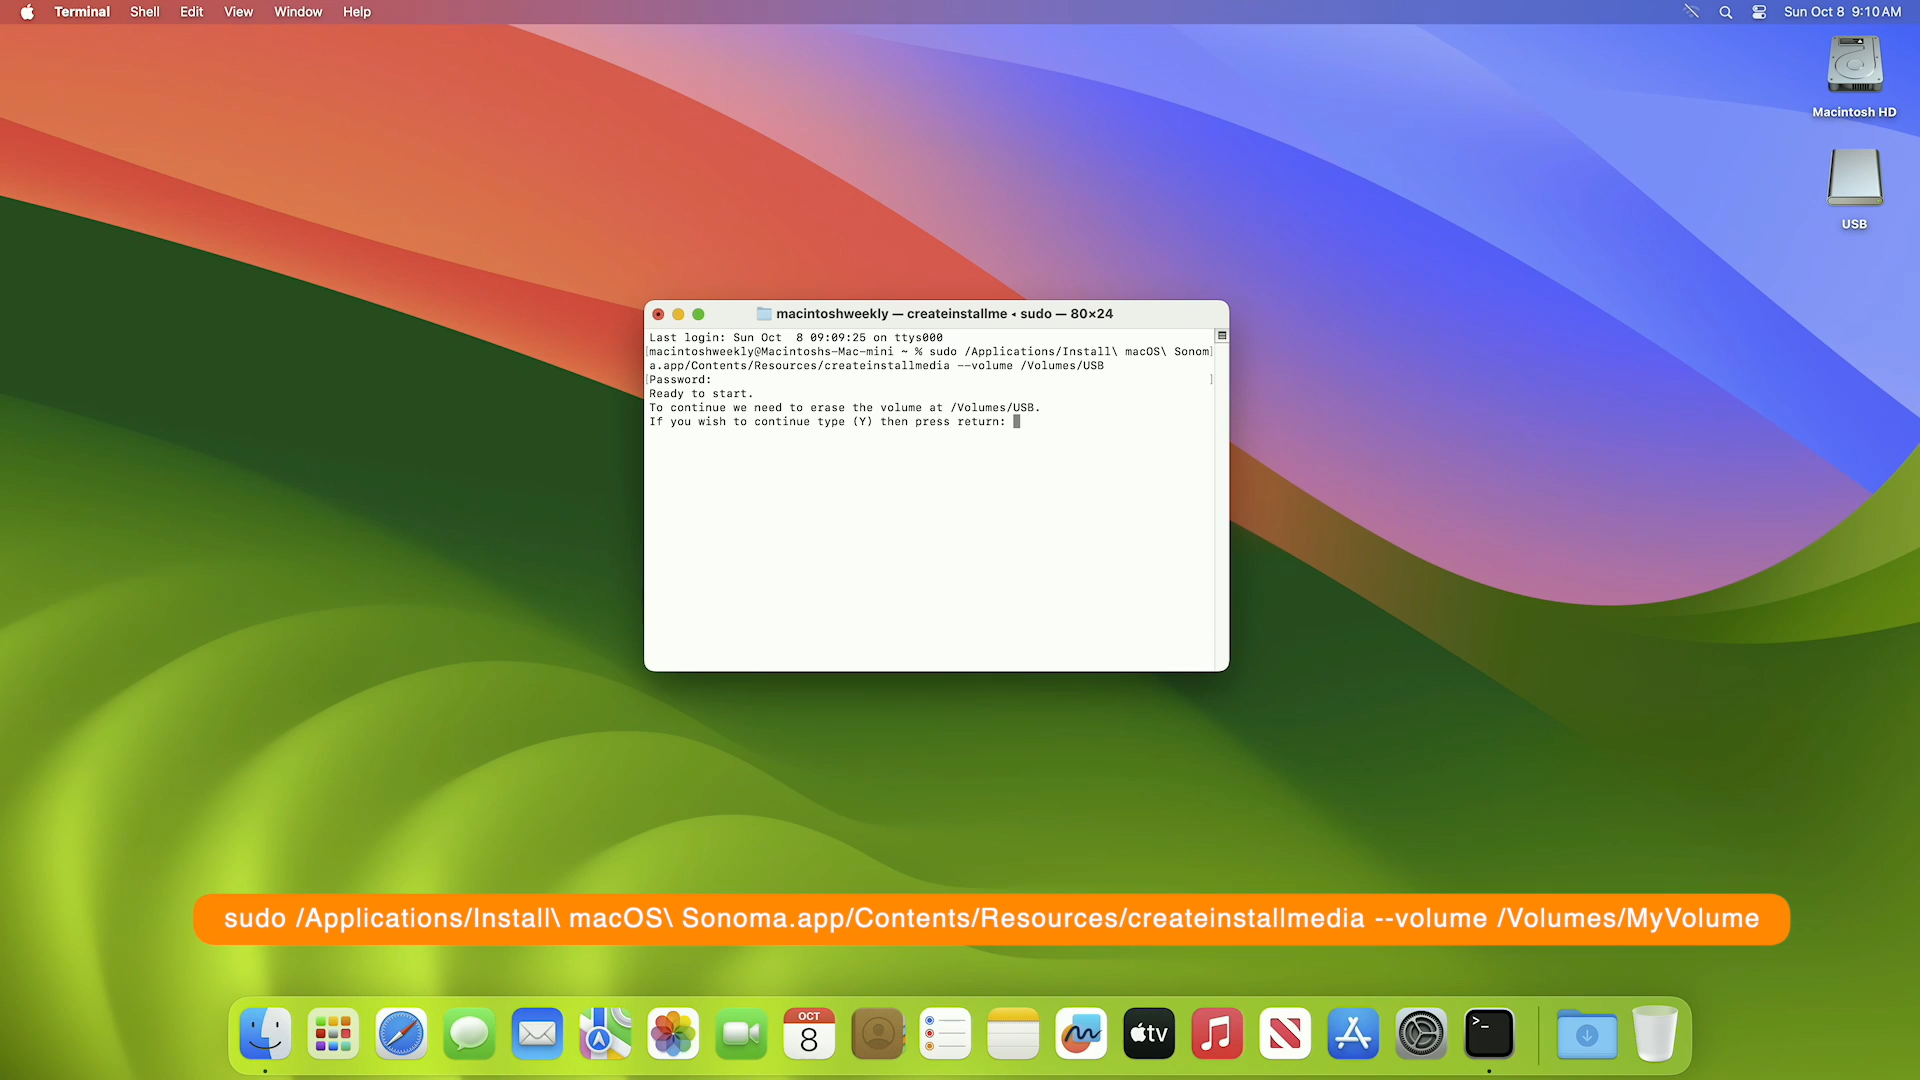 Terminal Shell Edit View Window Help
Sun Oct 8 9:10 AM
Macintosh HD
USB
macintoshweekly — createinstallme ◂ sudo — 80×24
Last login: Sun Oct  8 09:09:25 on ttys000
[macintoshweekly@Macintoshs-Mac-mini ~ % sudo /Applications/Install\ macOS\ Sonom]
a.app/Contents/Resources/createinstallmedia --volume /Volumes/USB
[Password: ]
Ready to start.
To continue we need to erase the volume at /Volumes/USB.
If you wish to continue type (Y) then press return:
sudo /Applications/Install\ macOS\ Sonoma.app/Contents/Resources/createinstallmedia --volume /Volumes/MyVolume
OCT
8
tv
>_